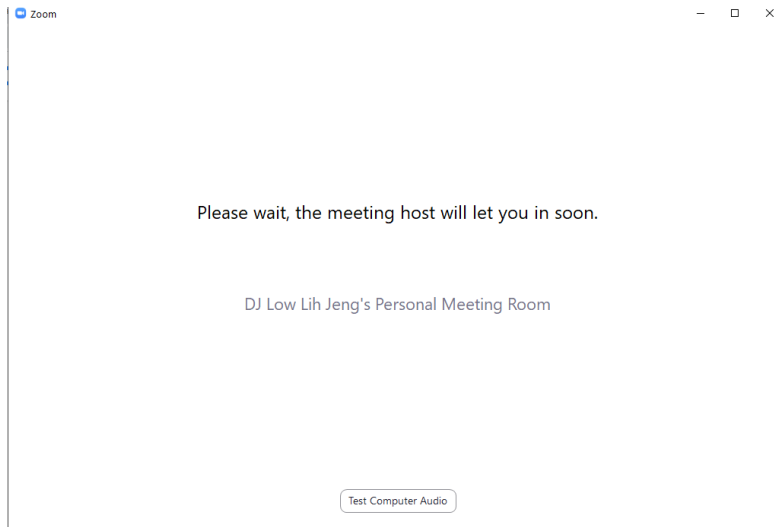 Zoom
Please wait, the meeting host will let you in soon.
DJ Low Lih Jeng's Personal Meeting Room
Test Computer Audio